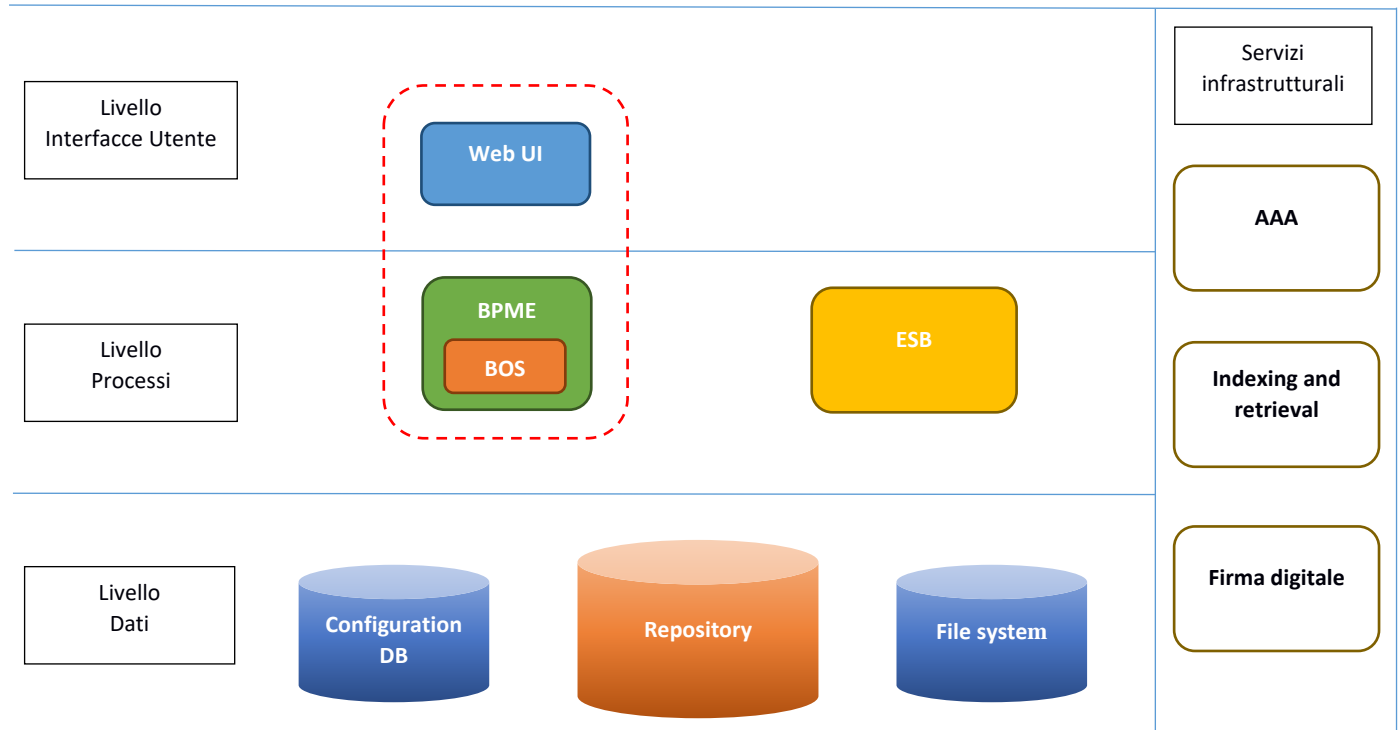 Livello
Interfacce Utente
Web UI
Livello
Processi
BPME
BOS
ESB
Livello
Dati
Configuration
DB
Repository
File system
Servizi
infrastrutturali
AAA
Indexing and
retrieval
Firma digitale